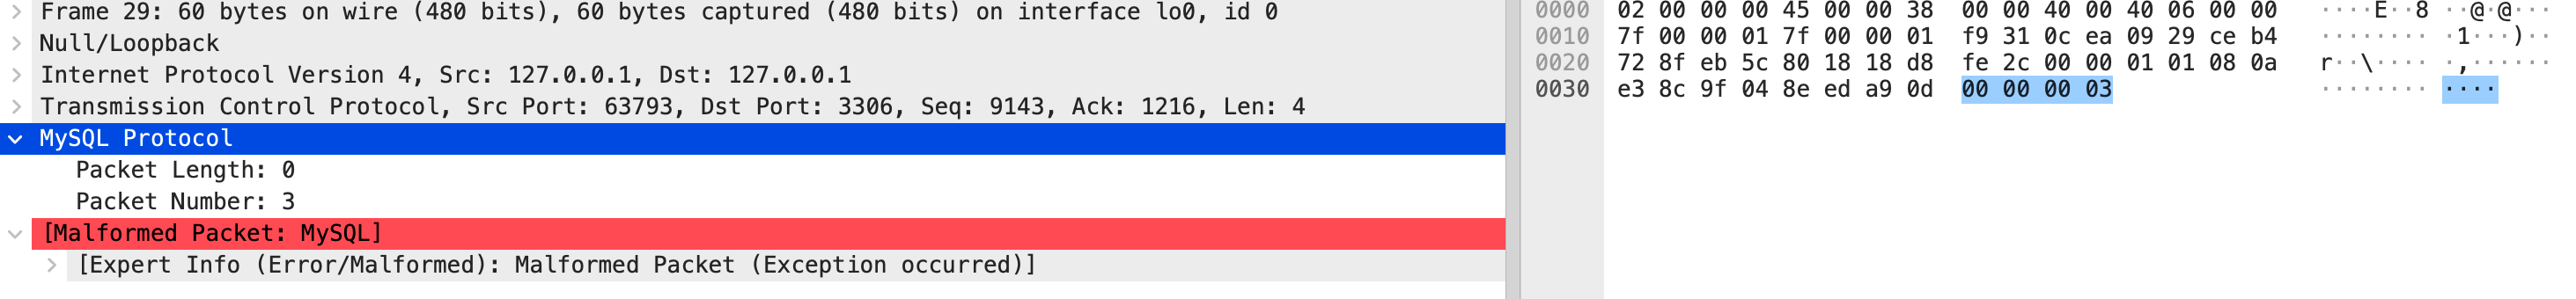 Frame 29: 60 bytes on wire (480 bits), 60 bytes captured (480 bits) on interface lo0, id 0
Null/Loopback
Internet Protocol Version 4, Src: 127.0.0.1, Dst: 127.0.0.1
Transmission Control Protocol, Src Port: 63793, Dst Port: 3306, Seq: 9143, Ack: 1216, Len: 4
MySQL Protocol
Packet Length: 0
Packet Number: 3
[Malformed Packet: MySQL]
[Expert Info (Error/Malformed): Malformed Packet (Exception occurred)]
0000 02 00 00 00 45 00 00 38 00 00 40 00 40 06 00 00 ····E··8 ··@·@···
0010 7f 00 00 01 7f 00 00 01 f9 31 0c ea 09 29 ce b4 ········ ·1···)··
0020 72 8f eb 5c 80 18 18 d8 fe 2c 00 00 01 01 08 0a r··\···· ·,······
0030 e3 8c 9f 04 8e ed a9 0d 00 00 00 03 ········ ····